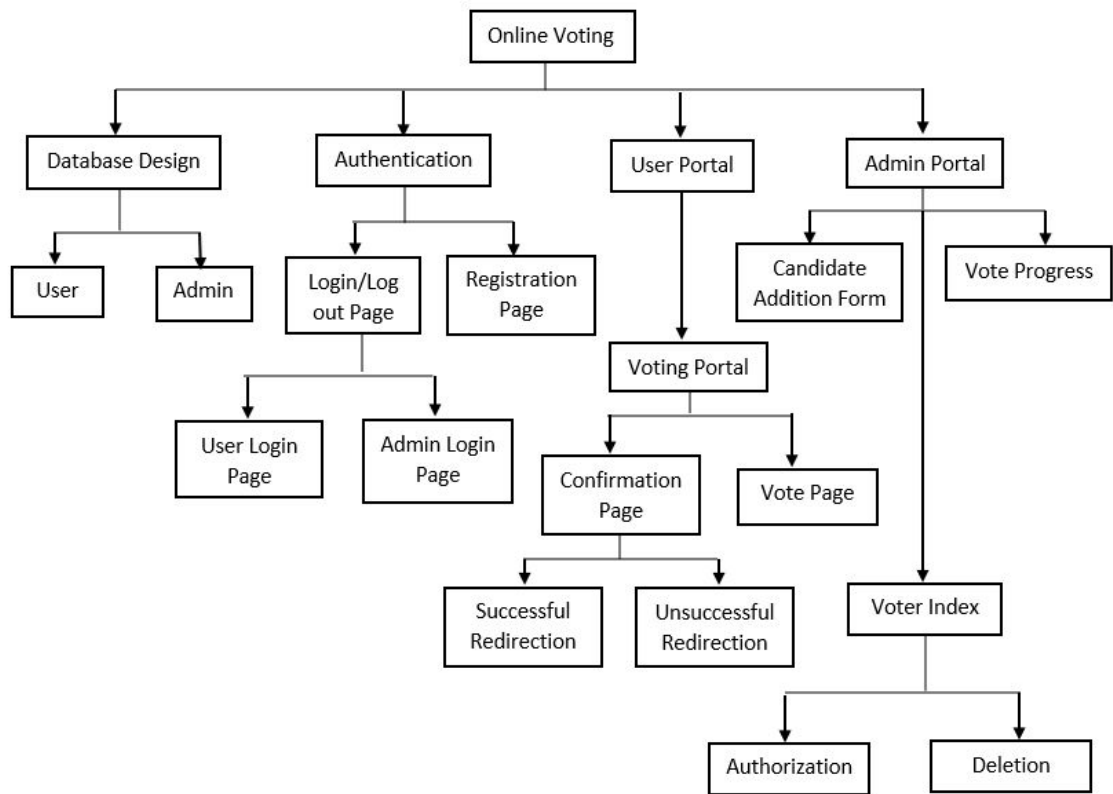 Online Voting
Database Design
Authentication
User Portal
Admin Portal
User
Admin
Login/Log
out Page
Registration
Page
Candidate
Addition Form
Vote Progress
Voting Portal
User Login
Page
Admin Login
Page
Confirmation
Page
Vote Page
Successful
Redirection
Unsuccessful
Redirection
Voter Index
Authorization
Deletion